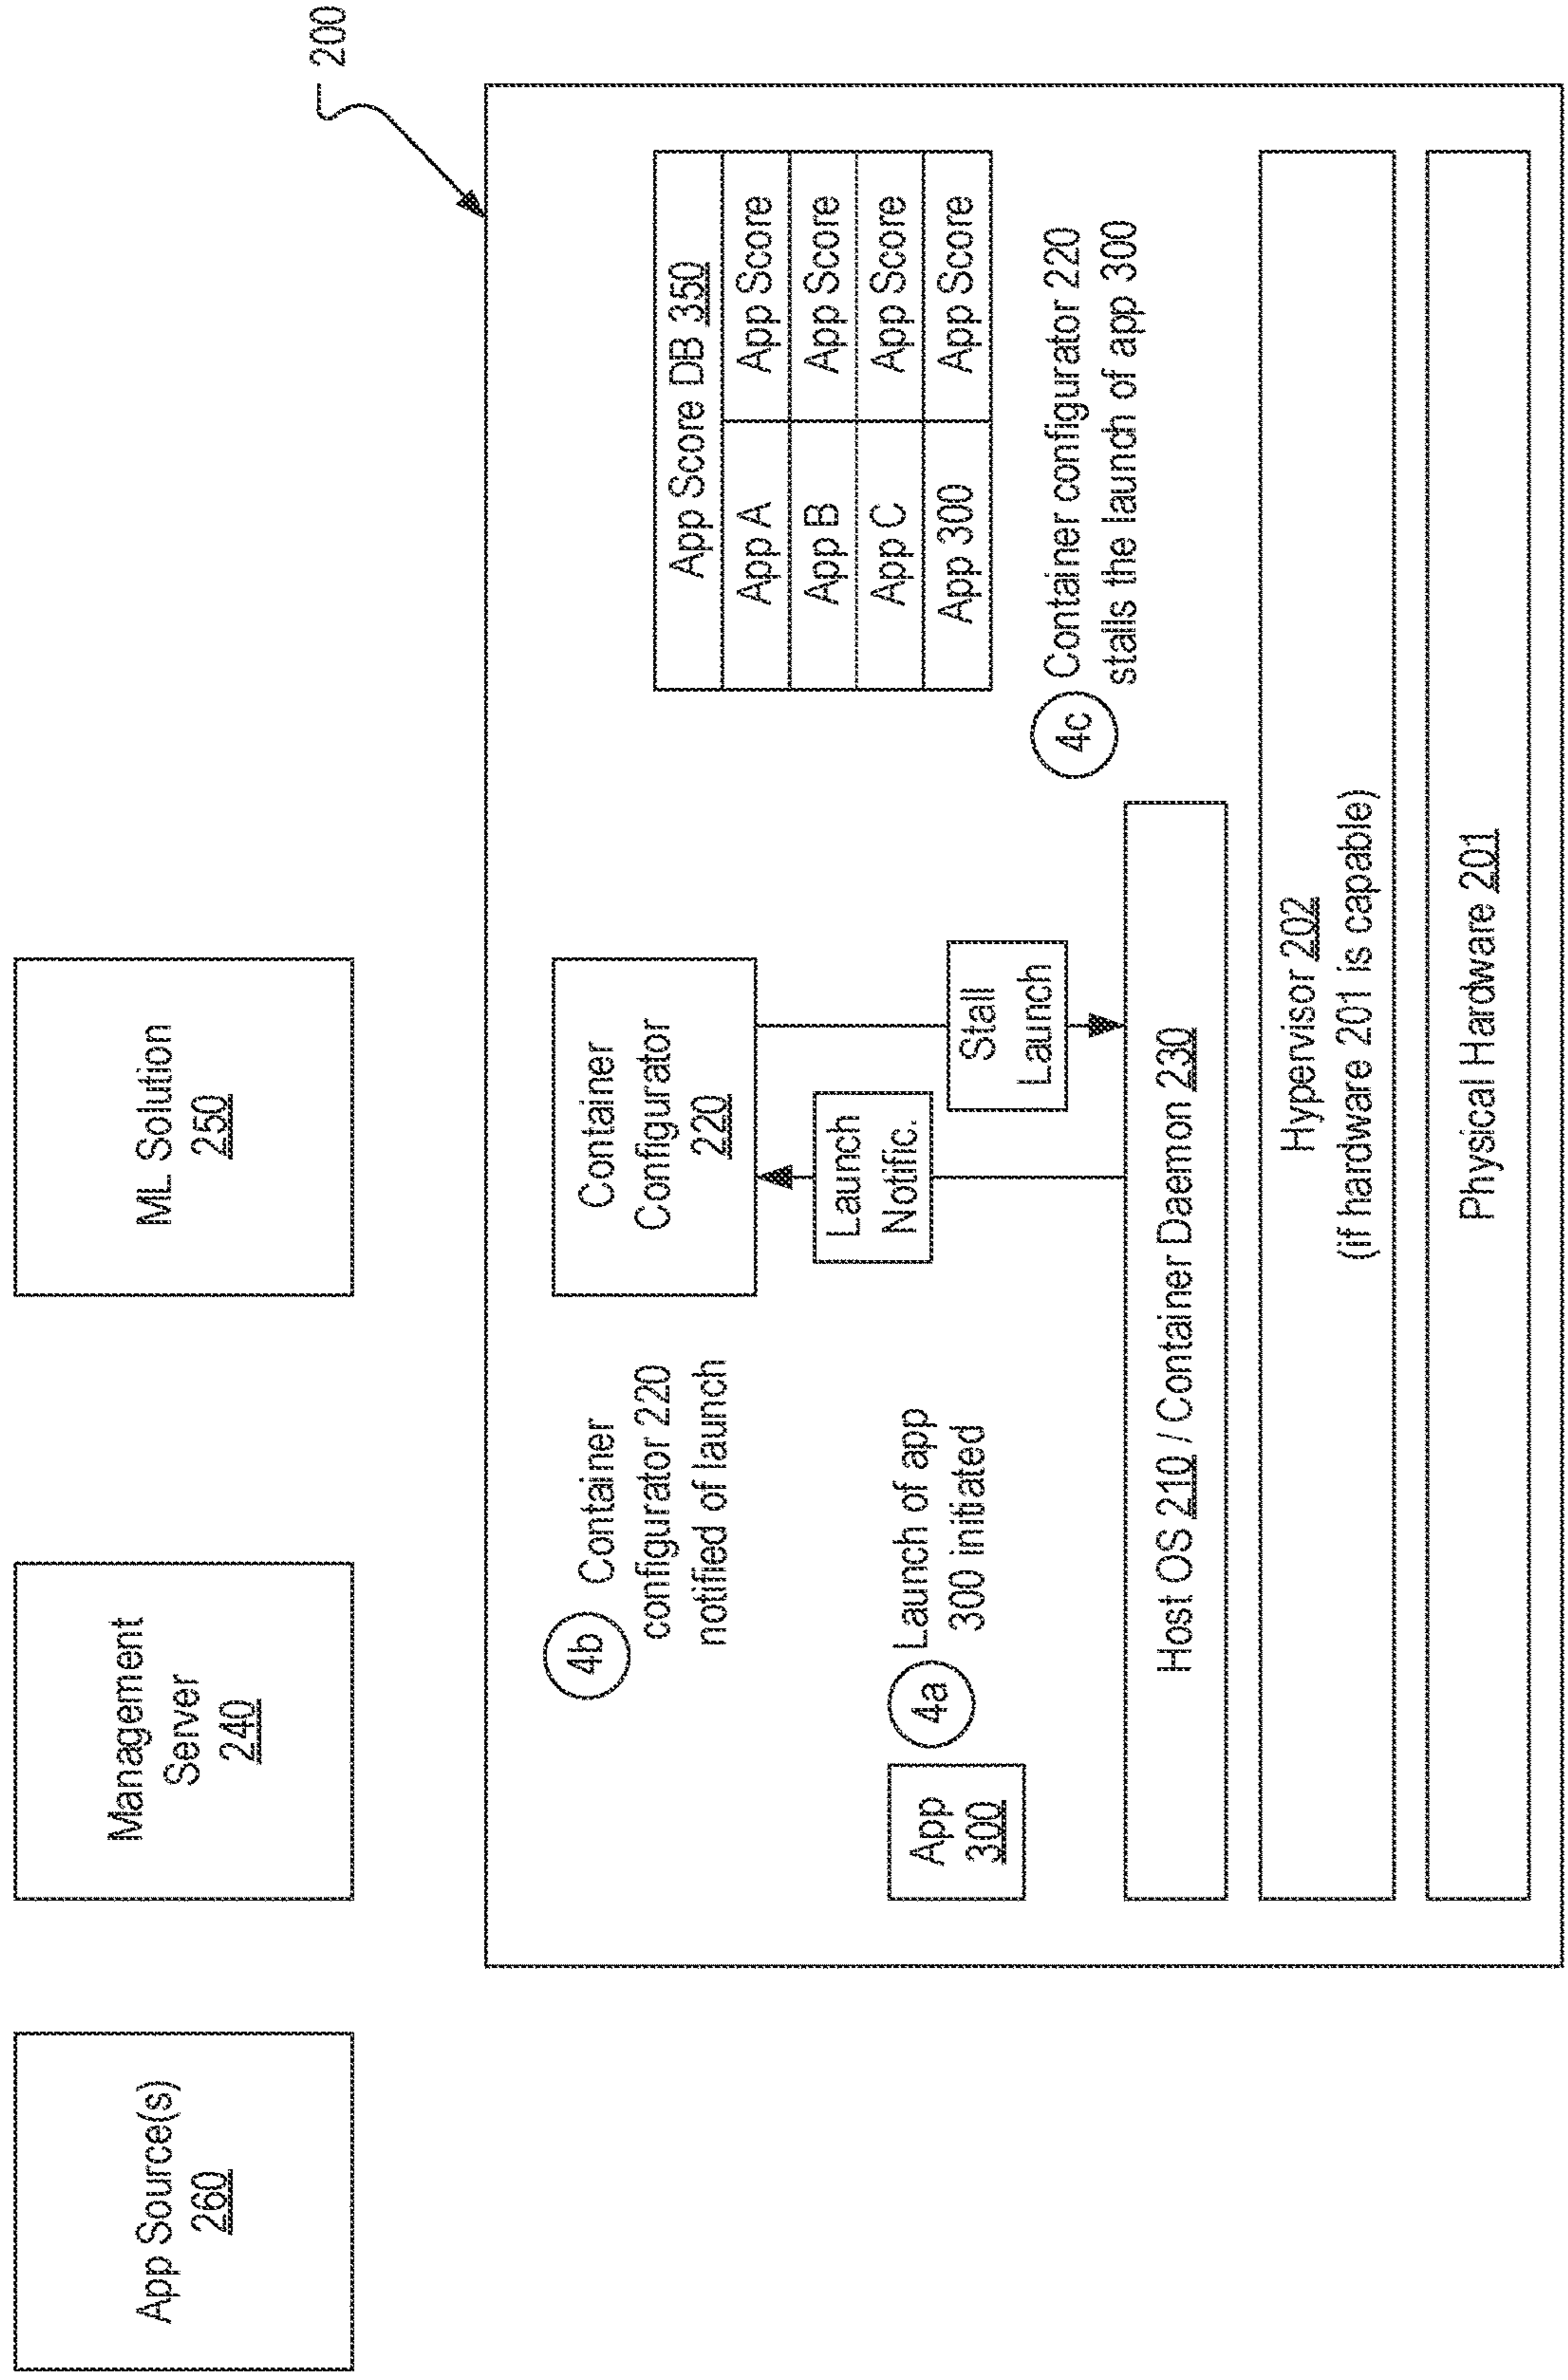 200
App Source(s)
260
Management
Server
240
ML Solution
250
4b
Container
configurator 220
notified of launch
Container
Configurator
220
App Score DB 350
App A
App Score
App B
App Score
App C
App Score
App 300
App Score
Launch
Notific.
Stall
Launch
App
300
4a
Launch of app
300 initiated
4c
Container configurator 220
stalls the launch of app 300
Host OS 210 / Container Daemon 230
Hypervisor 202
(if hardware 201 is capable)
Physical Hardware 201